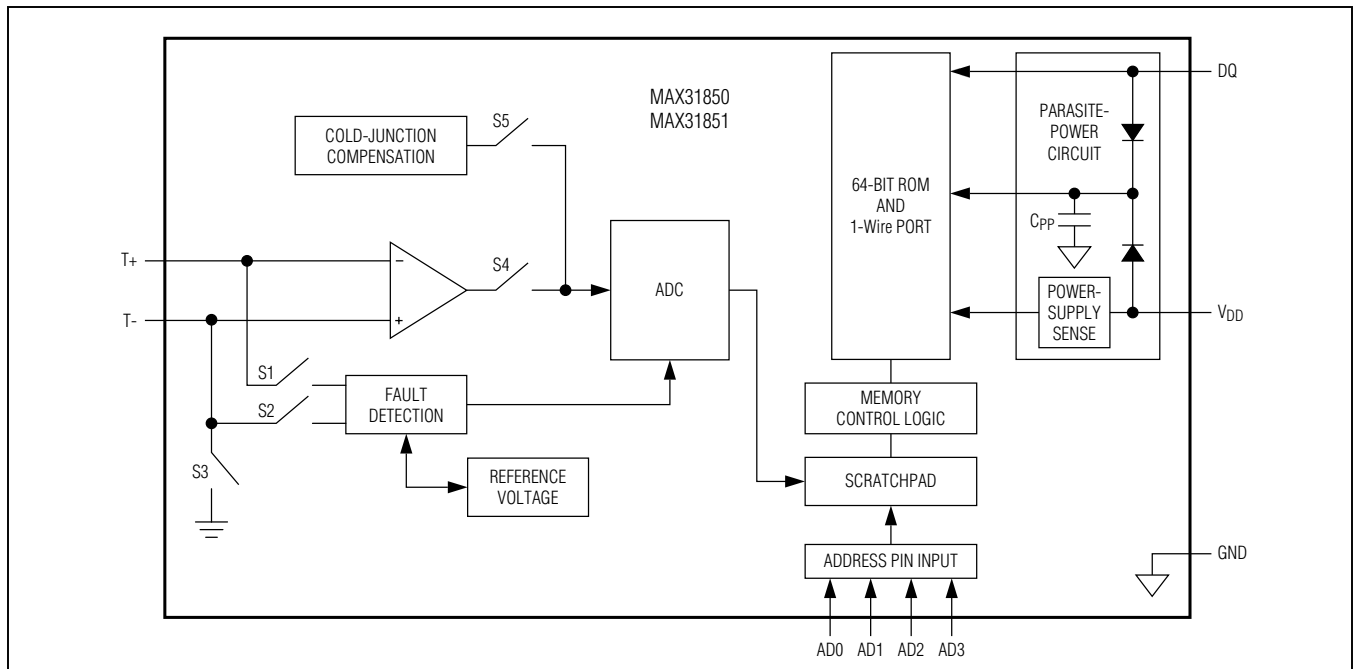 MAX31850
MAX31851
COLD-JUNCTION
COMPENSATION
S5
T+
T-
−
+
S4
ADC
S1
S2
S3
FAULT
DETECTION
REFERENCE
VOLTAGE
64-BIT ROM
AND
1-Wire PORT
PARASITE-
POWER
CIRCUIT
CPP
POWER-
SUPPLY
SENSE
DQ
VDD
MEMORY
CONTROL LOGIC
SCRATCHPAD
ADDRESS PIN INPUT
GND
AD0 AD1 AD2 AD3